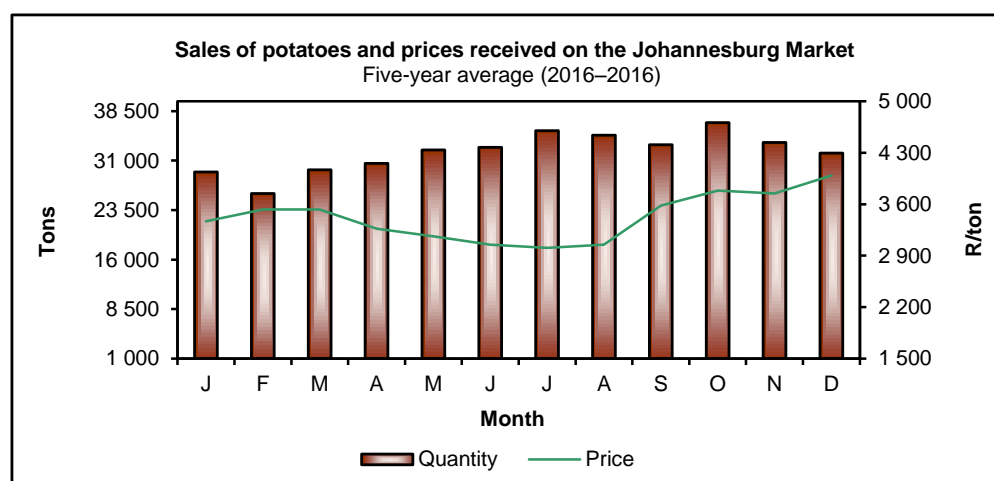 Sales of potatoes and prices received on the Johannesburg Market
Five-year average (2016–2016)
38 500
31 000
23 500
16 000
8 500
1 000
Tons
5 000
4 300
3 600
2 900
2 200
1 500
R/ton
J F M A M J J A S O N D
Month
Quantity Price